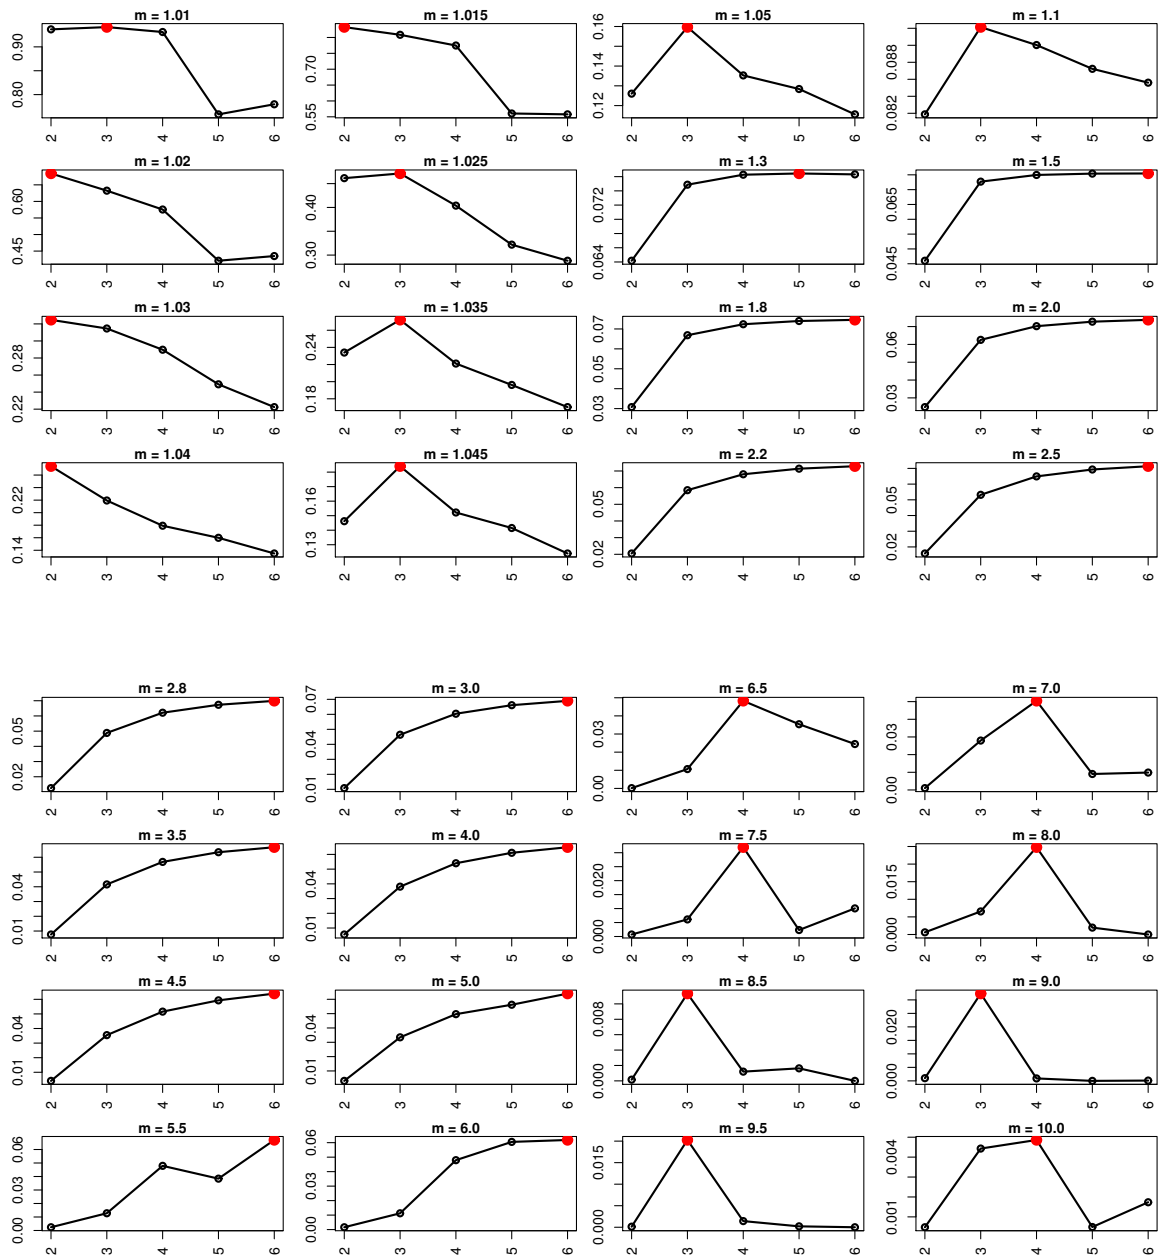 m = 1.01
0.80 0.90
2 3 4 5 6
m = 1.015
0.55 0.70
2 3 4 5 6
m = 1.05
0.12 0.14 0.16
2 3 4 5 6
m = 1.1
0.082 0.088
2 3 4 5 6
m = 1.02
0.45 0.60
2 3 4 5 6
m = 1.025
0.30 0.40
2 3 4 5 6
m = 1.3
0.064 0.072
2 3 4 5 6
m = 1.5
0.045 0.065
2 3 4 5 6
m = 1.03
0.22 0.28
2 3 4 5 6
m = 1.035
0.18 0.24
2 3 4 5 6
m = 1.8
0.03 0.05 0.07
2 3 4 5 6
m = 2.0
0.03 0.06
2 3 4 5 6
m = 1.04
0.14 0.22
2 3 4 5 6
m = 1.045
0.13 0.16
2 3 4 5 6
m = 2.2
0.02 0.05
2 3 4 5 6
m = 2.5
0.02 0.05
2 3 4 5 6
m = 2.8
0.02 0.05
2 3 4 5 6
m = 3.0
0.01 0.04 0.07
2 3 4 5 6
m = 6.5
0.00 0.03
2 3 4 5 6
m = 7.0
0.00 0.03
2 3 4 5 6
m = 3.5
0.01 0.04
2 3 4 5 6
m = 4.0
0.01 0.04
2 3 4 5 6
m = 7.5
0.000 0.020
2 3 4 5 6
m = 8.0
0.000 0.015
2 3 4 5 6
m = 4.5
0.01 0.04
2 3 4 5 6
m = 5.0
0.01 0.04
2 3 4 5 6
m = 8.5
0.000 0.008
2 3 4 5 6
m = 9.0
0.000 0.020
2 3 4 5 6
m = 5.5
0.00 0.03 0.06
2 3 4 5 6
m = 6.0
0.00 0.03 0.06
2 3 4 5 6
m = 9.5
0.000 0.015
2 3 4 5 6
m = 10.0
0.001 0.004
2 3 4 5 6